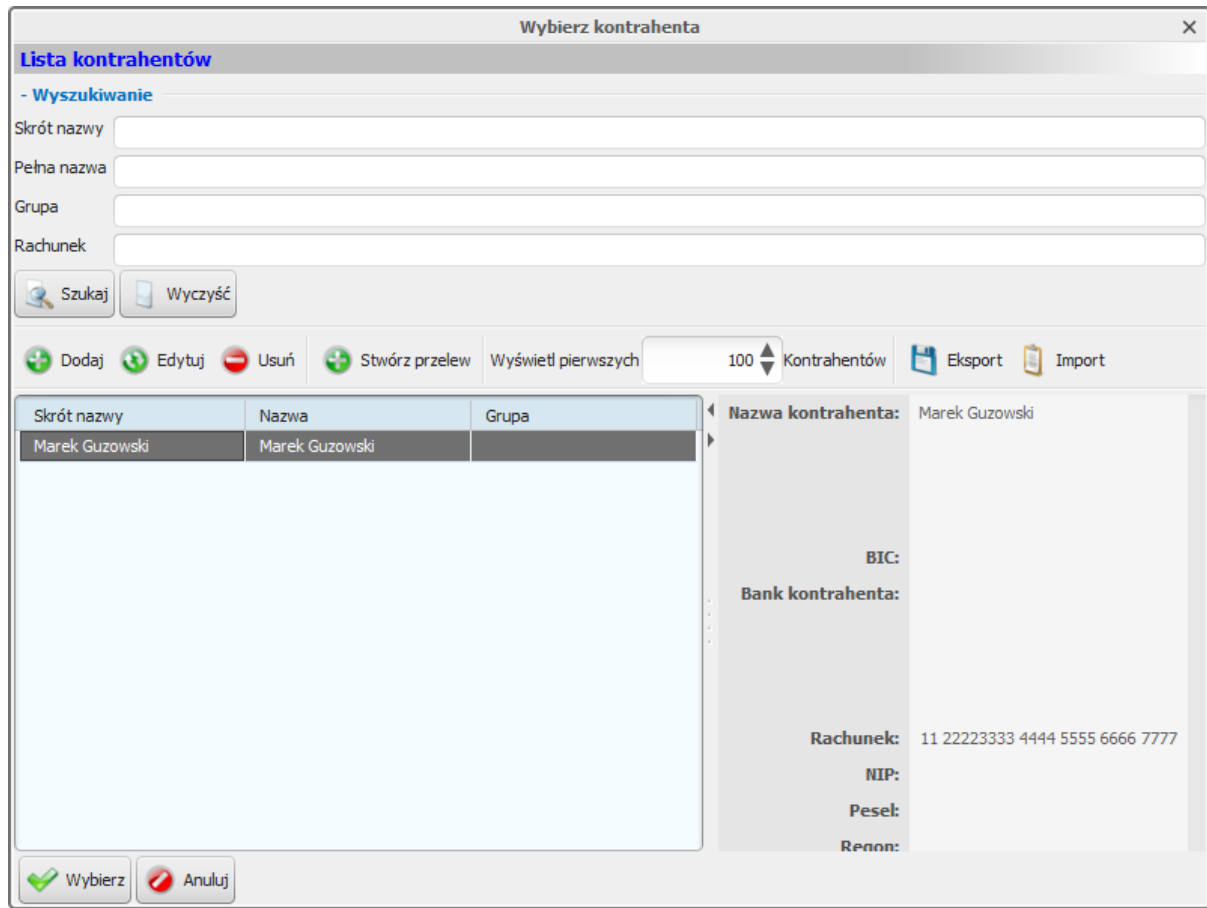 Wybierz kontrahenta
Lista kontrahentów
- Wyszukiwanie
Skrót nazwy
Pełna nazwa
Grupa
Rachunek
Szukaj Wyczyść
Dodaj Edytuj Usuń Stwórz przelew Wyświetl pierwszych 100 Kontrahentów Eksport Import
Skrót nazwy Nazwa Grupa
Marek Guzowski Marek Guzowski
Nazwa kontrahenta: Marek Guzowski
BIC:
Bank kontrahenta:
Rachunek: 11 22223333 4444 5555 6666 7777
NIP:
Pesel:
Regon:
Wybierz Anuluj